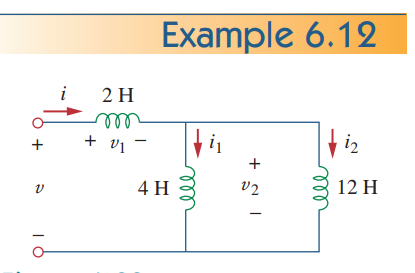 Example 6.12
i
2 H
+ v₁ −
i₁
i₂
+
+
v
4 H
v₂
12 H
−
−